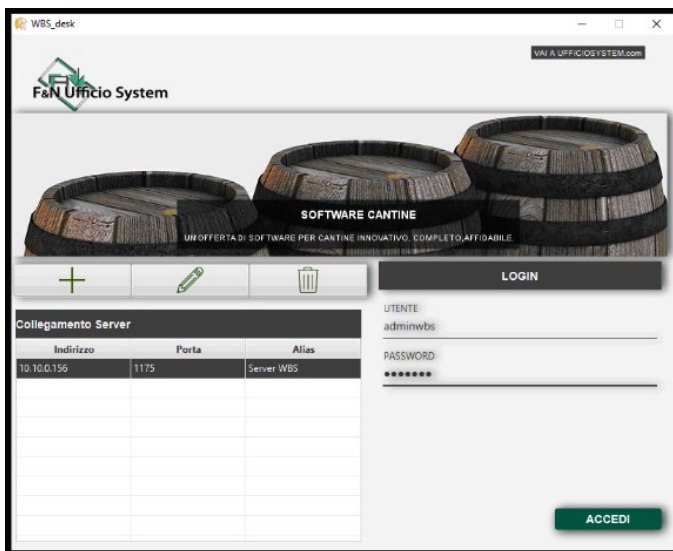 WBS_desk
VAI A UFFICIOSYSTEM.com
F&N Ufficio System
SOFTWARE CANTINE
UN'OFFERTA DI SOFTWARE PER CANTINE INNOVATIVO, COMPLETO,AFFIDABILE.
LOGIN
Collegamento Server
Indirizzo Porta Alias
10.10.0.156 1175 Server WBS
UTENTE
adminwbs
PASSWORD
●●●●●●●
ACCEDI